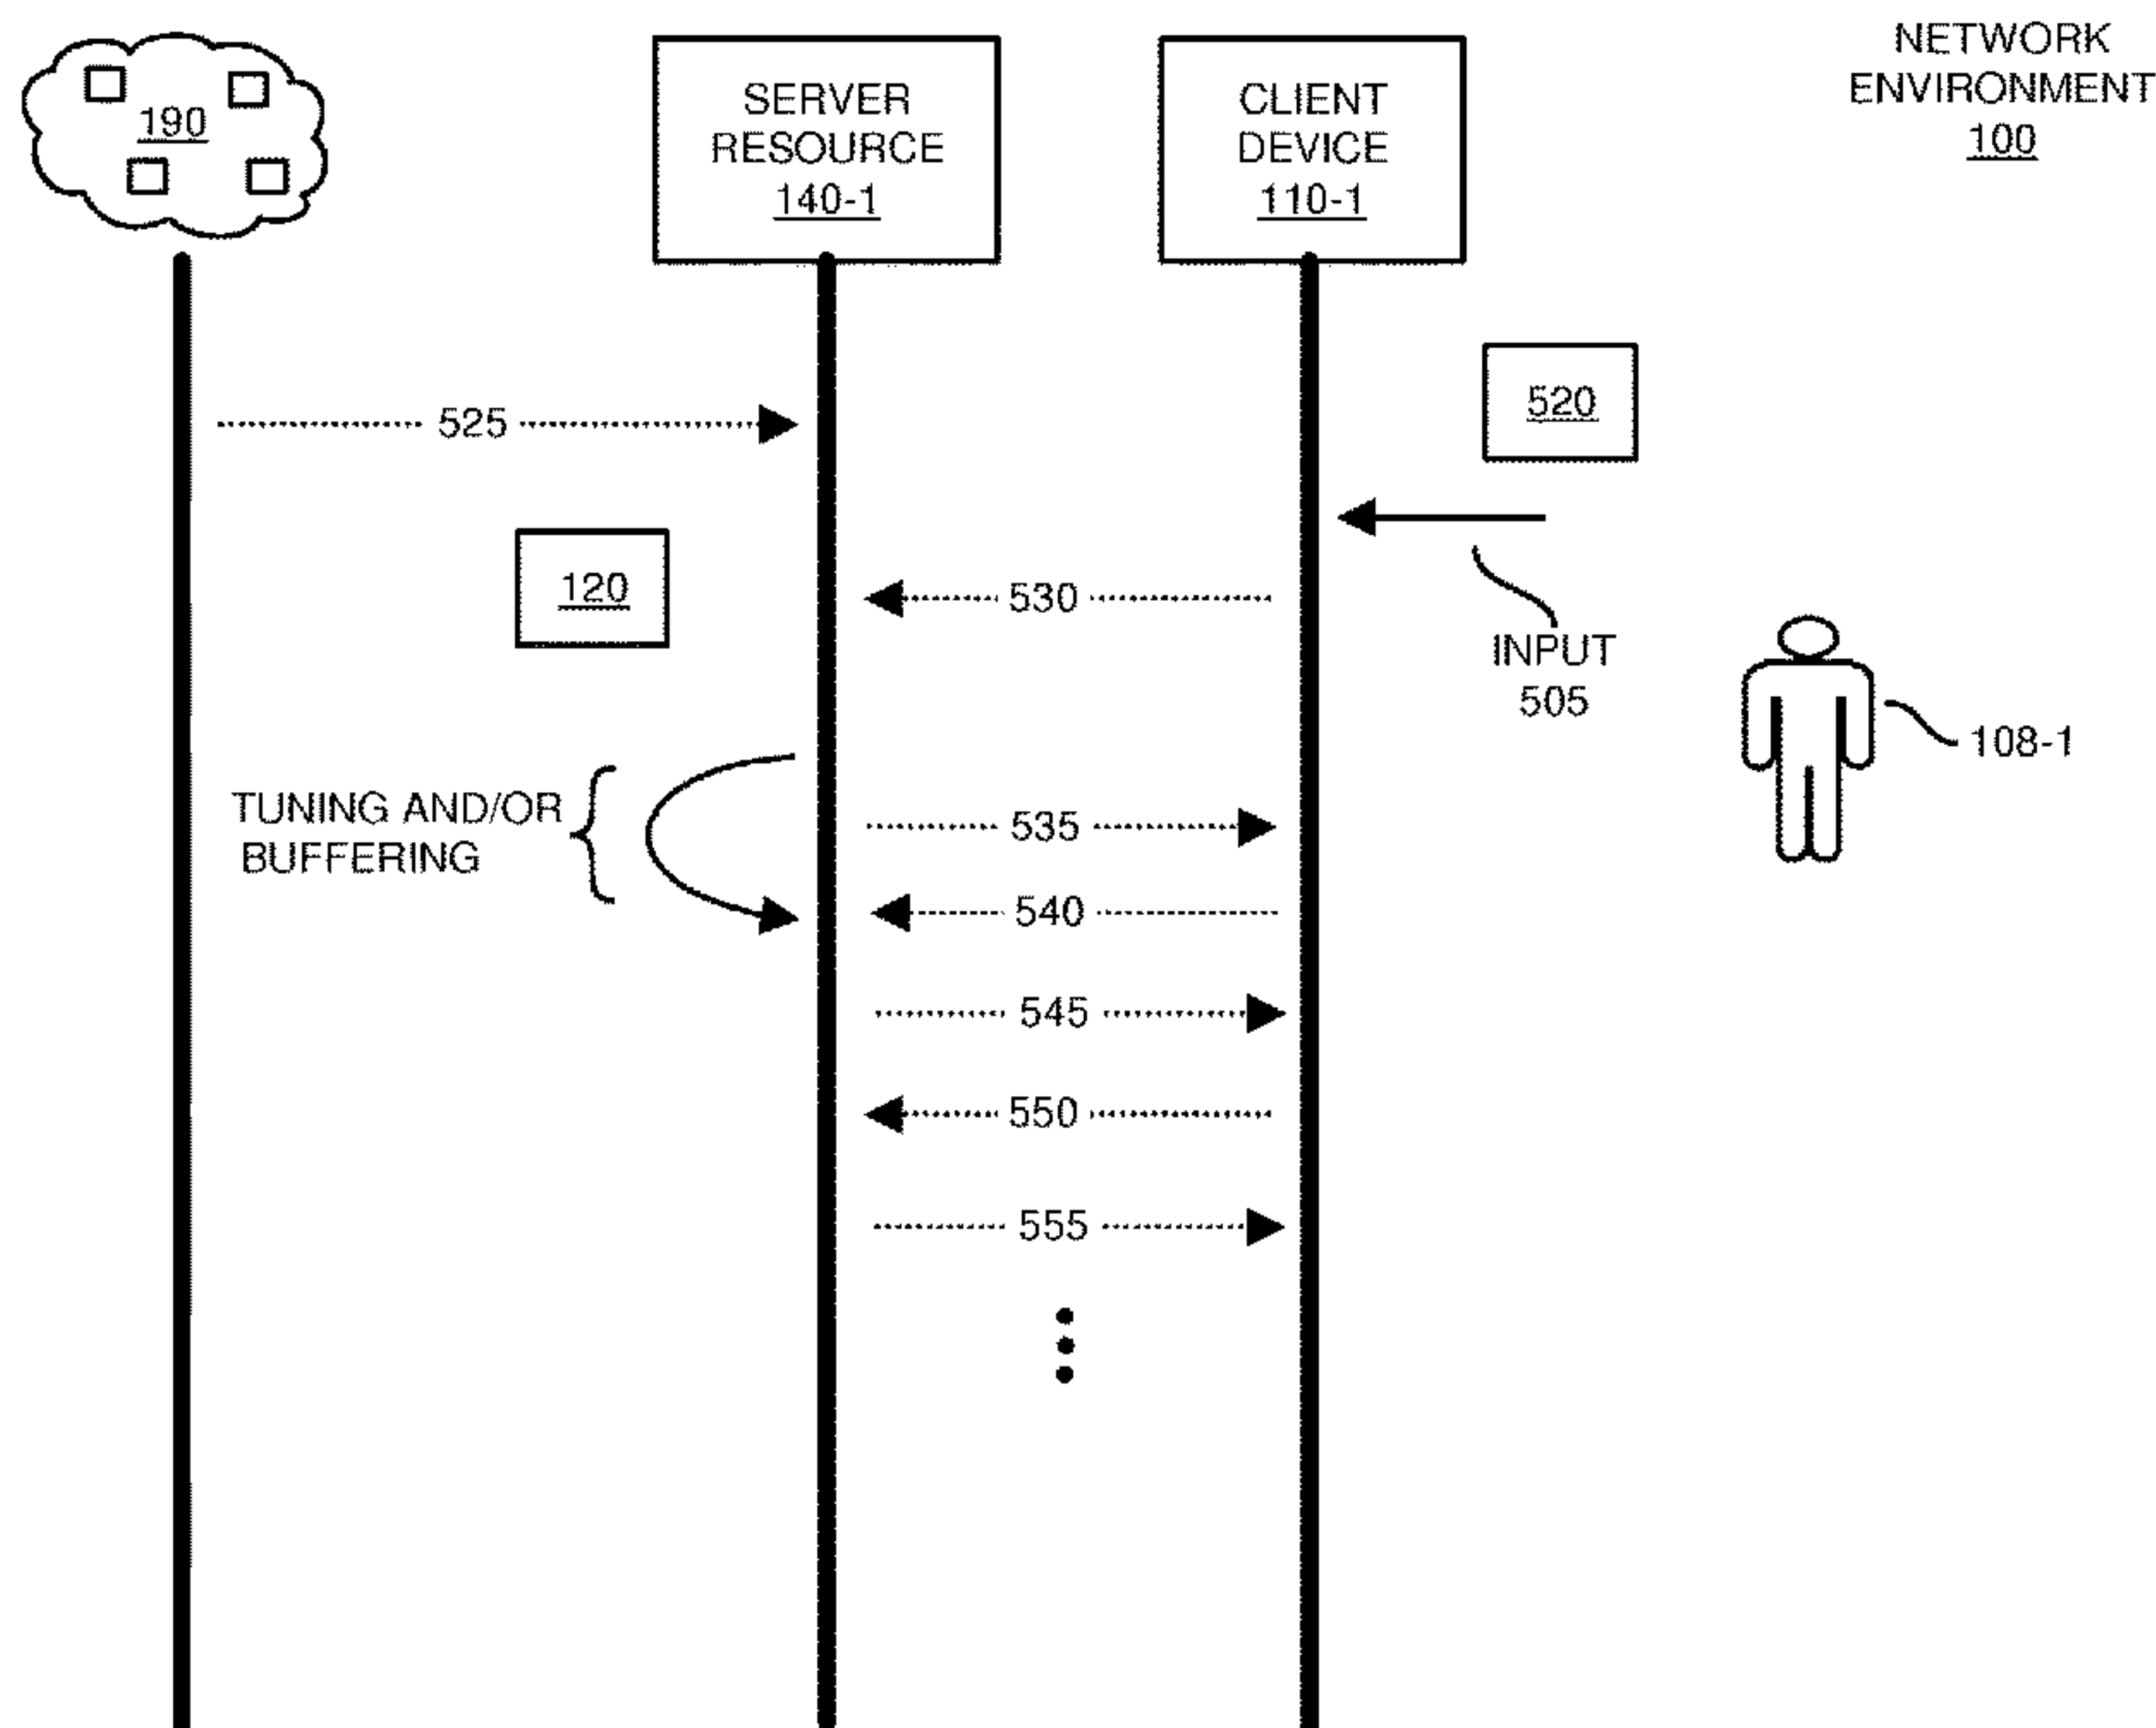 NETWORK
ENVIRONMENT
100
190
SERVER
RESOURCE
140-1
CLIENT
DEVICE
110-1
520
525
120
530
INPUT
505
108-1
TUNING AND/OR
BUFFERING
535
540
545
550
555